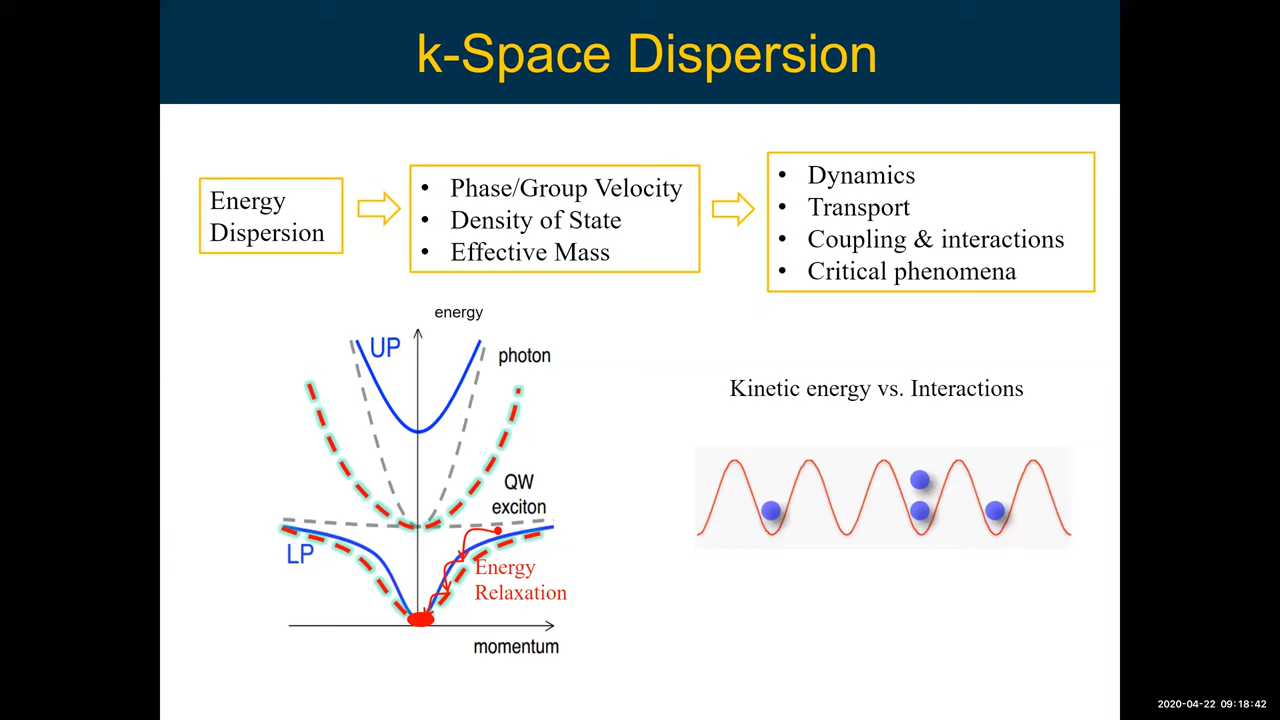 k-Space Dispersion
Energy
Dispersion
• Phase/Group Velocity
• Density of State
• Effective Mass
• Dynamics
• Transport
• Coupling & interactions
• Critical phenomena
energy
UP
photon
QW
exciton
LP
Energy
Relaxation
momentum
Kinetic energy vs. Interactions
2020-04-22 09:18:42